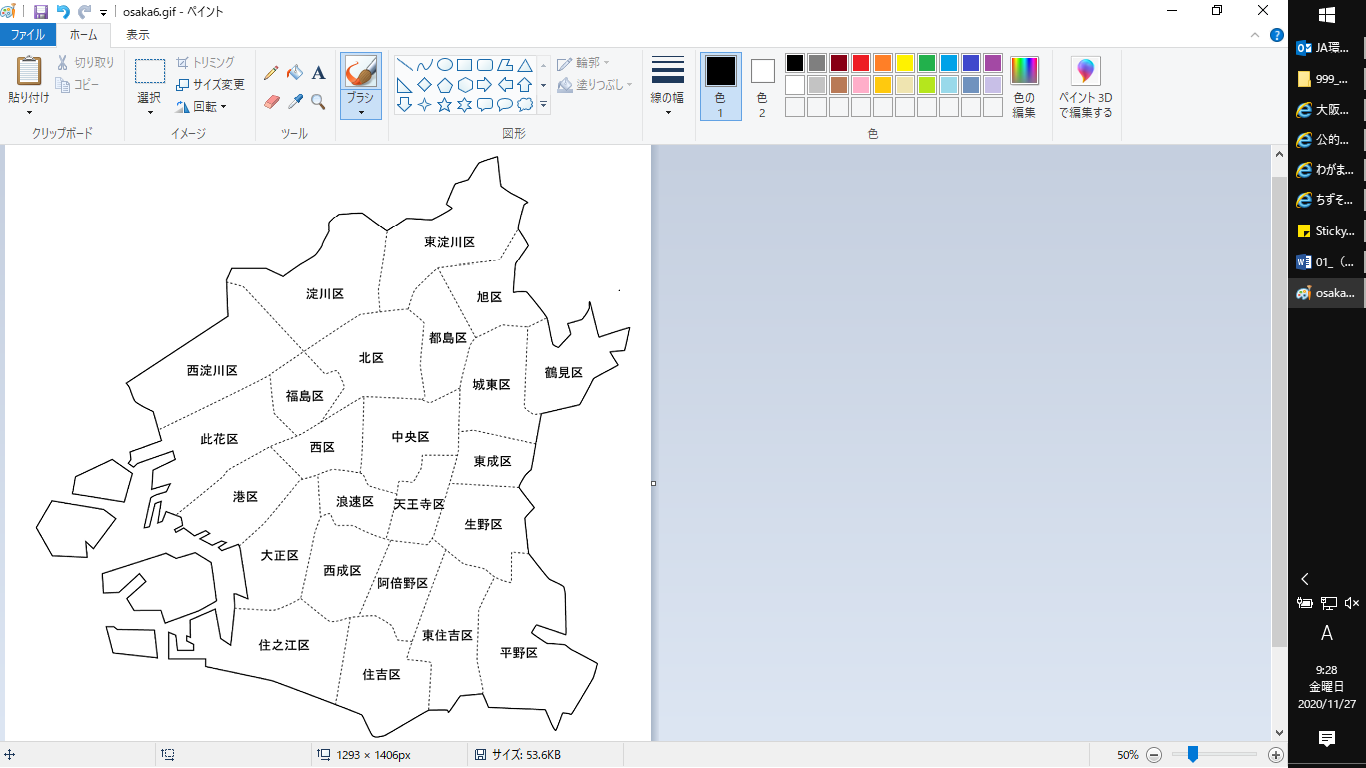 osaka6.gif - ペイント
ファイル
ホーム
表示
貼り付け
切り取り
コピー
クリップボード
選択
トリミング
サイズ変更
回転
イメージ
A
ツール
ブラシ
輪郭
塗りつぶし
図形
線の幅
色
1
色
2
色の
編集
色
ペイント 3D
で編集する
東淀川区
淀川区
旭区
都島区
北区
西淀川区
鶴見区
城東区
福島区
此花区
中央区
西区
東成区
港区
浪速区
天王寺区
生野区
大正区
西成区
阿倍野区
東住吉区
住之江区
平野区
住吉区
1293 × 1406px
サイズ: 53.6KB
50%
JA環...
999_...
大阪...
公的...
わがま...
ちずそ...
Sticky...
01_（...
osaka...
A
9:28
金曜日
2020/11/27